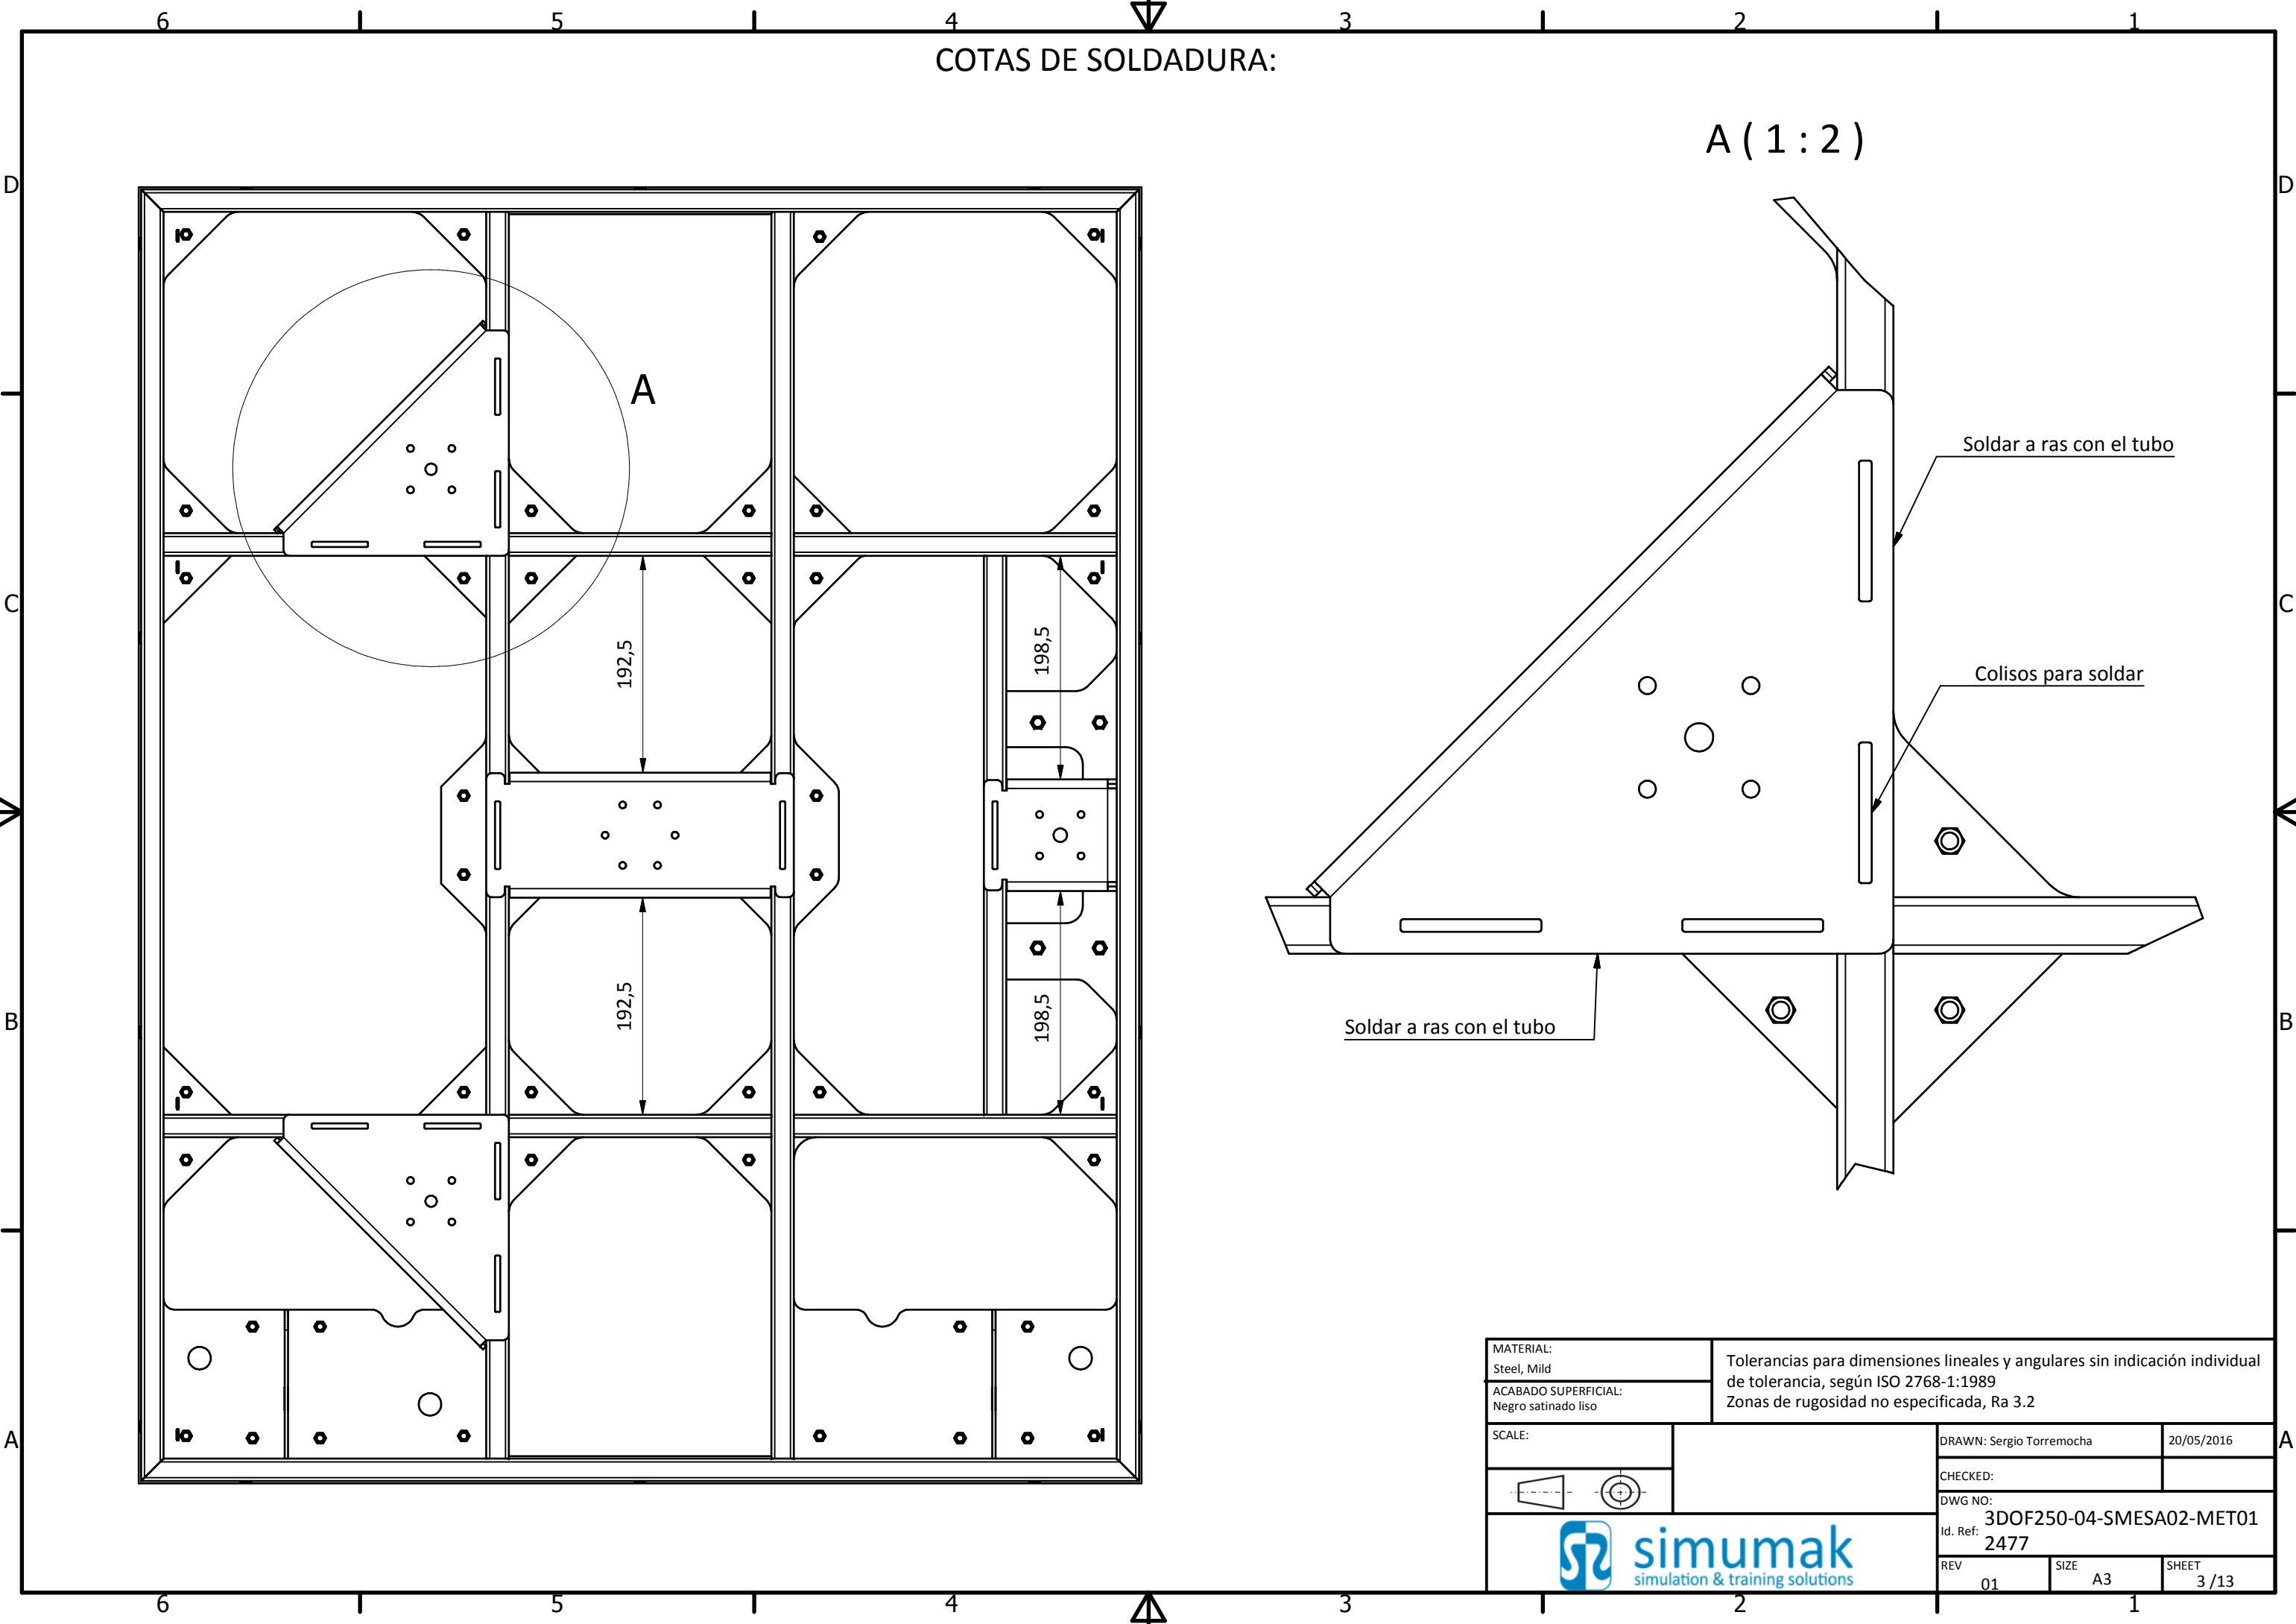 6 5 4 3 2 1
COTAS DE SOLDADURA:
A ( 1 : 2 )
D D
A
Soldar a ras con el tubo
C C
192,5
198,5
Colisos para soldar
192,5
198,5
B B
Soldar a ras con el tubo
MATERIAL:
Steel, Mild
ACABADO SUPERFICIAL:
Negro satinado liso
Tolerancias para dimensiones lineales y angulares sin indicación individual
de tolerancia, según ISO 2768-1:1989
Zonas de rugosidad no especificada, Ra 3.2
A A
SCALE:
DRAWN: Sergio Torremocha
20/05/2016
CHECKED:
DWG NO:
3DOF250-04-SMESA02-MET01
Id. Ref:
2477
simumak
simulation & training solutions
REV
01
SIZE
A3
SHEET
3 /13
6 5 4 3 2 1